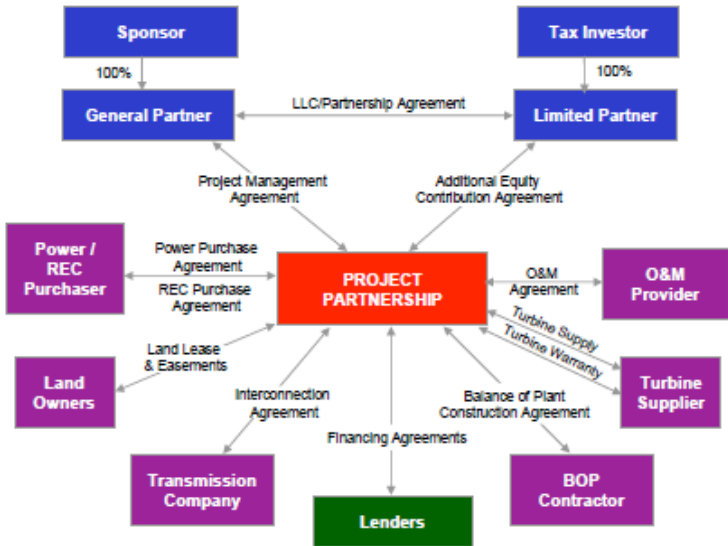 Sponsor
Tax Investor
100%
100%
General Partner
LLC/Partnership Agreement
Limited Partner
Project Management
Agreement
Additional Equity
Contribution Agreement
Power /
REC
Purchaser
Power Purchase
Agreement
REC Purchase
Agreement
PROJECT
PARTNERSHIP
O&M
Agreement
O&M
Provider
Turbine Supply
Turbine Warranty
Land Lease
& Easements
Land
Owners
Interconnection
Agreement
Balance of Plant
Construction Agreement
Turbine
Supplier
Financing Agreements
Transmission
Company
BOP
Contractor
Lenders